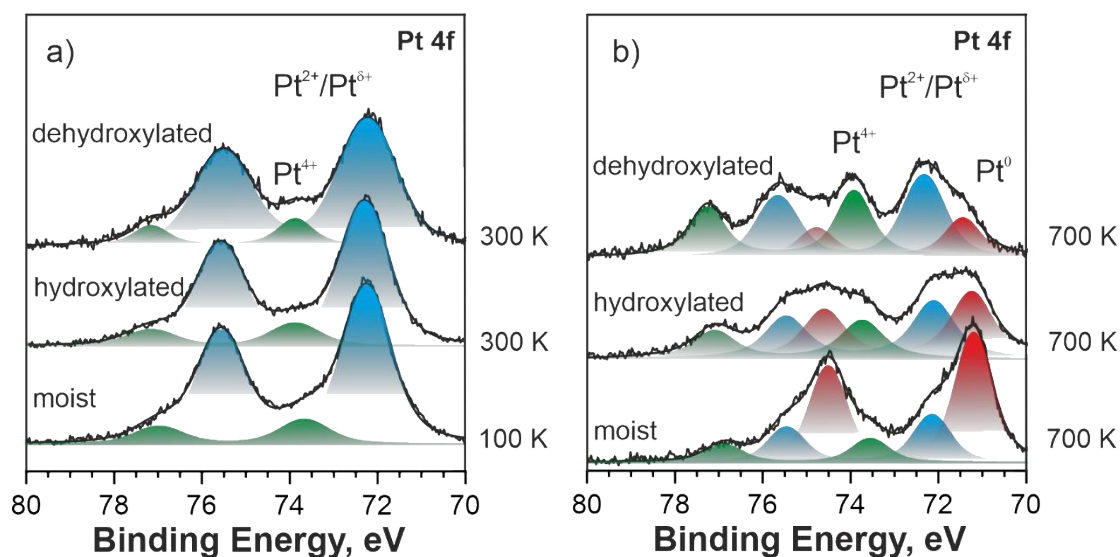 a)
Pt 4f
Pt²⁺/Pt^δ+
dehydroxylated
Pt⁴⁺
300 K
hydroxylated
300 K
moist
100 K
80 78 76 74 72 70
Binding Energy, eV
b)
Pt 4f
Pt²⁺/Pt^δ+
Pt⁴⁺
dehydroxylated
Pt⁰
700 K
hydroxylated
700 K
moist
700 K
80 78 76 74 72 70
Binding Energy, eV